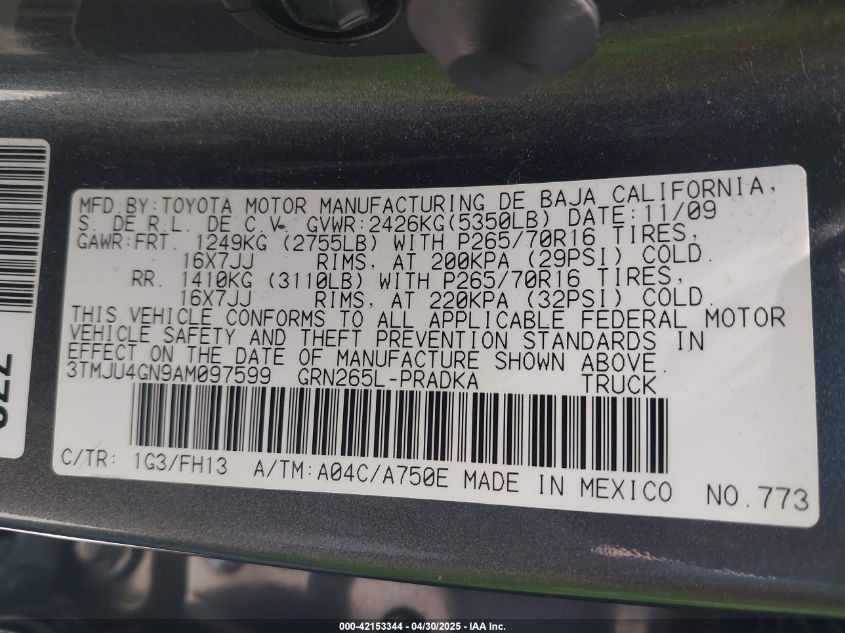 MFD BY:TOYOTA MOTOR MANUFACTURING DE BAJA CALIFORNIA,
S. DE R.L. DE C.V. GVWR:2426KG(5350LB) DATE:11/09
GAWR:FRT. 1249KG (2755LB) WITH P265/70R16 TIRES,
16X7JJ RIMS, AT 200KPA (29PSI) COLD.
RR. 1410KG (3110LB) WITH P265/70R16 TIRES,
16X7JJ RIMS, AT 220KPA (32PSI) COLD.
THIS VEHICLE CONFORMS TO ALL APPLICABLE FEDERAL MOTOR
VEHICLE SAFETY AND THEFT PREVENTION STANDARDS IN
EFFECT ON THE DATE OF MANUFACTURE SHOWN ABOVE.
3TMJU4GN9AM097599 GRN265L-PRADKA TRUCK
C/TR: 1G3/FH13 A/TM:A04C/A750E MADE IN MEXICO NO.773
000-42153344 - 04/30/2025 - IAA Inc.